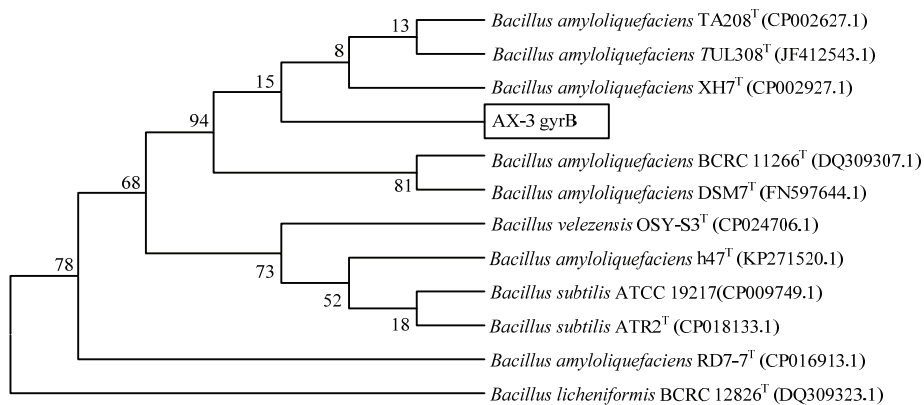 Bacillus amyloliquefaciens TA208ᵀ (CP002627.1)
13
Bacillus amyloliquefaciens TUL308ᵀ (JF412543.1)
8
15
Bacillus amyloliquefaciens XH7ᵀ (CP002927.1)
94
AX-3 gyrB
Bacillus amyloliquefaciens BCRC 11266ᵀ (DQ309307.1)
68
81
Bacillus amyloliquefaciens DSM7ᵀ (FN597644.1)
Bacillus velezensis OSY-S3ᵀ (CP024706.1)
78
73
Bacillus amyloliquefaciens h47ᵀ (KP271520.1)
52
Bacillus subtilis ATCC 19217(CP009749.1)
18
Bacillus subtilis ATR2ᵀ (CP018133.1)
Bacillus amyloliquefaciens RD7-7ᵀ (CP016913.1)
Bacillus licheniformis BCRC 12826ᵀ (DQ309323.1)